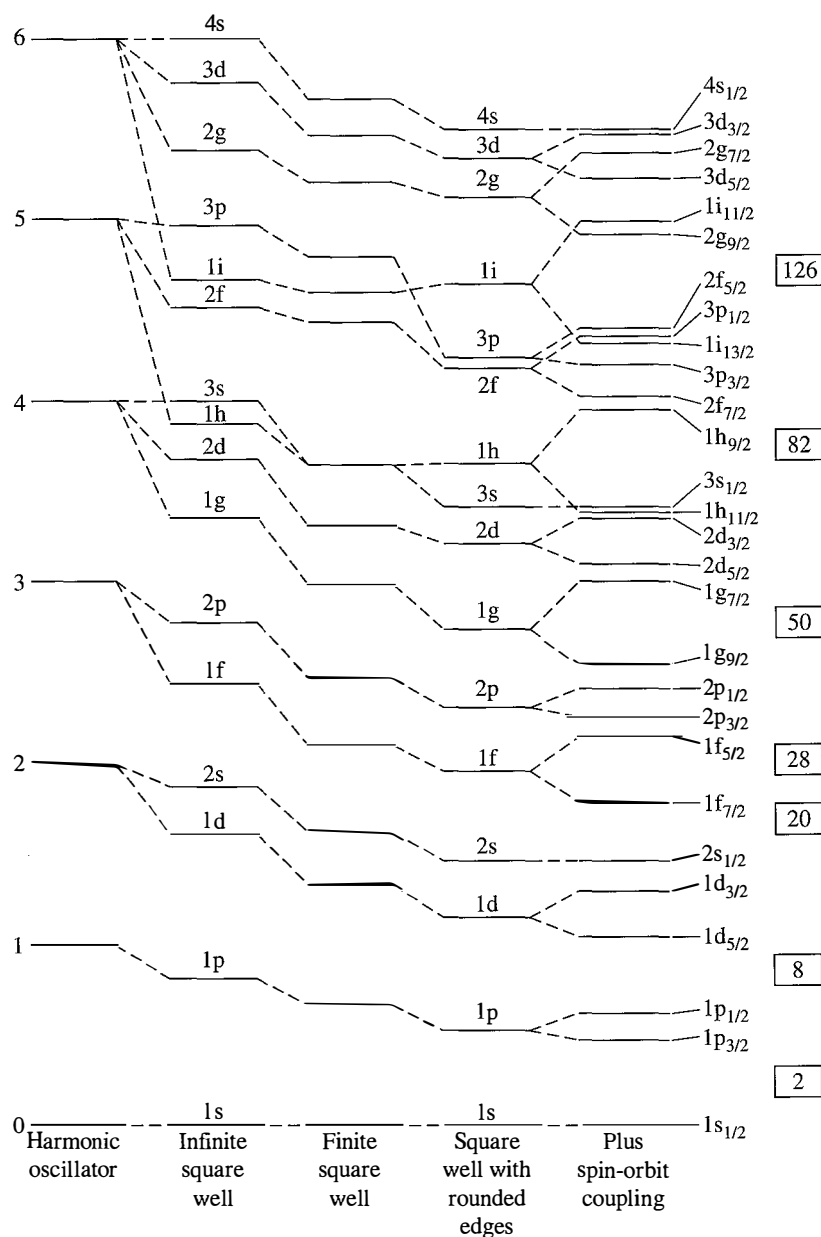 6
4s
3d
2g
5
3p
1i
2f
4
3s
1h
2d
1g
3
2p
1f
2
2s
1d
1
1p
0
1s
4s
3d
2g
1i
3p
2f
1h
3s
2d
1g
2p
1f
2s
1d
1p
1s
4s1/2
3d3/2
2g7/2
3d5/2
1i11/2
2g9/2
126
2f5/2
3p1/2
1i13/2
3p3/2
2f7/2
1h9/2
82
3s1/2
1h11/2
2d3/2
2d5/2
1g7/2
50
1g9/2
2p1/2
2p3/2
1f5/2
28
1f7/2
20
2s1/2
1d3/2
1d5/2
8
1p1/2
1p3/2
2
1s1/2
Harmonic
oscillator
Infinite
square
well
Finite
square
well
Square
well with
rounded
edges
Plus
spin-orbit
coupling